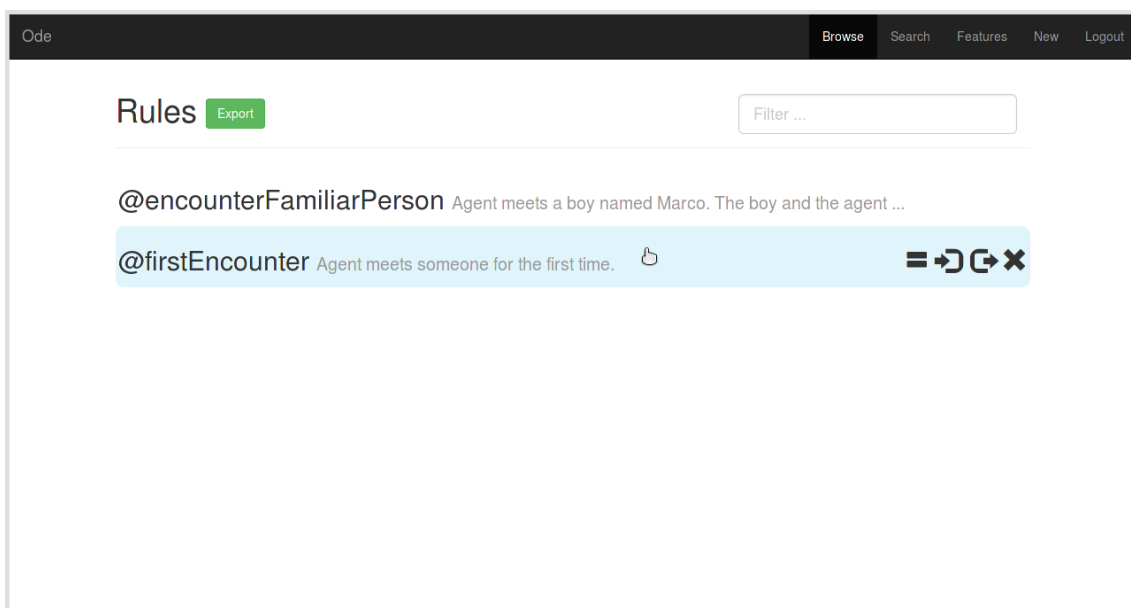 Ode Browse Search Features New Logout
Rules Export Filter ...
@encounterFamiliarPerson Agent meets a boy named Marco. The boy and the agent ...
@firstEncounter Agent meets someone for the first time.